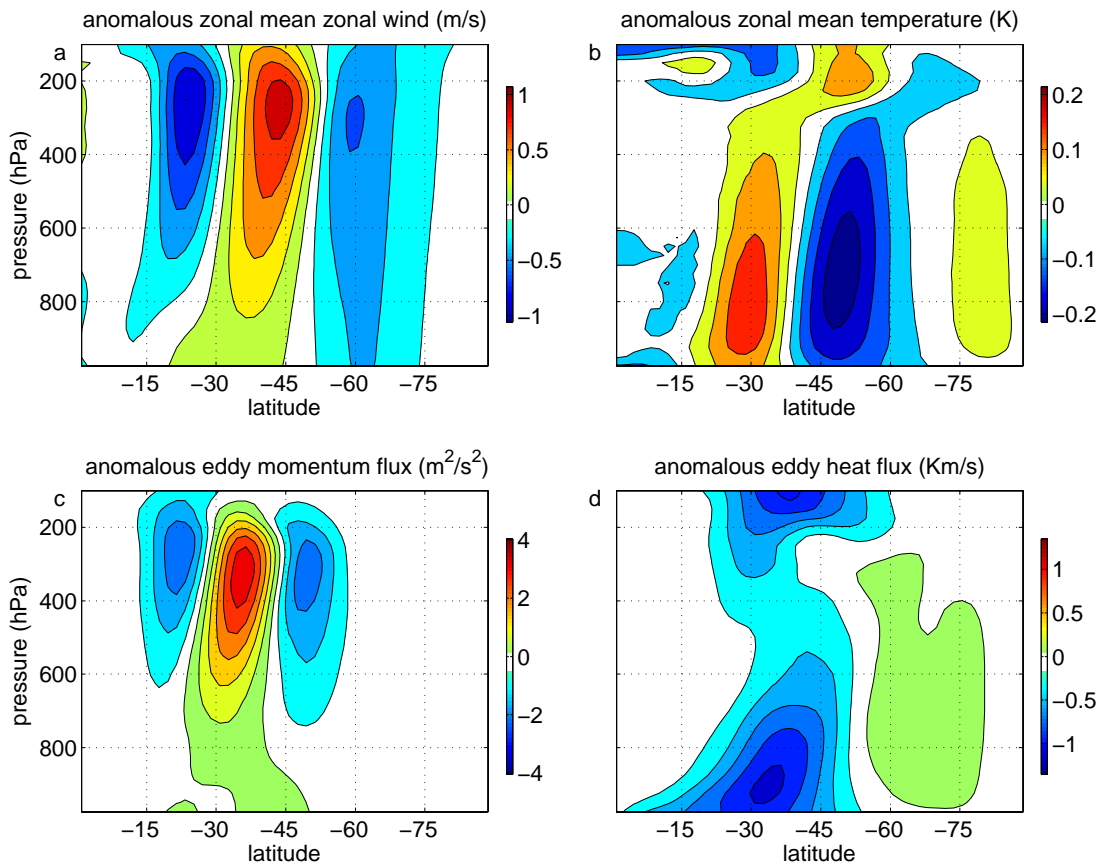 anomalous zonal mean zonal wind (m/s)
a
200
400
600
800
pressure (hPa)
−15 −30 −45 −60 −75
latitude
1
0.5
0
−0.5
−1
anomalous zonal mean temperature (K)
b
−15 −30 −45 −60 −75
latitude
0.2
0.1
0
−0.1
−0.2
anomalous eddy momentum flux (m²/s²)
c
200
400
600
800
pressure (hPa)
−15 −30 −45 −60 −75
latitude
4
2
0
−2
−4
anomalous eddy heat flux (Km/s)
d
−15 −30 −45 −60 −75
latitude
1
0.5
0
−0.5
−1